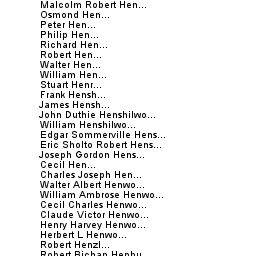 Malcolm Robert Hen...
Osmond Hen...
Peter Hen...
Philip Hen...
Richard Hen...
Robert Hen...
Walter Hen...
William Hen...
Stuart Henr...
Frank Hensh...
James Hensh...
John Duthie Henshilwo...
William Henshilwo...
Edgar Sommerville Hens...
Eric Sholto Robert Hens...
Joseph Gordon Hens...
Cecil Hen...
Charles Joseph Hen...
Walter Albert Henwo...
William Ambrose Henwo...
Cecil Charles Henwo...
Claude Victor Henwo...
Henry Harvey Henwo...
Herbert L Henwo...
Robert Henzl...
Robert